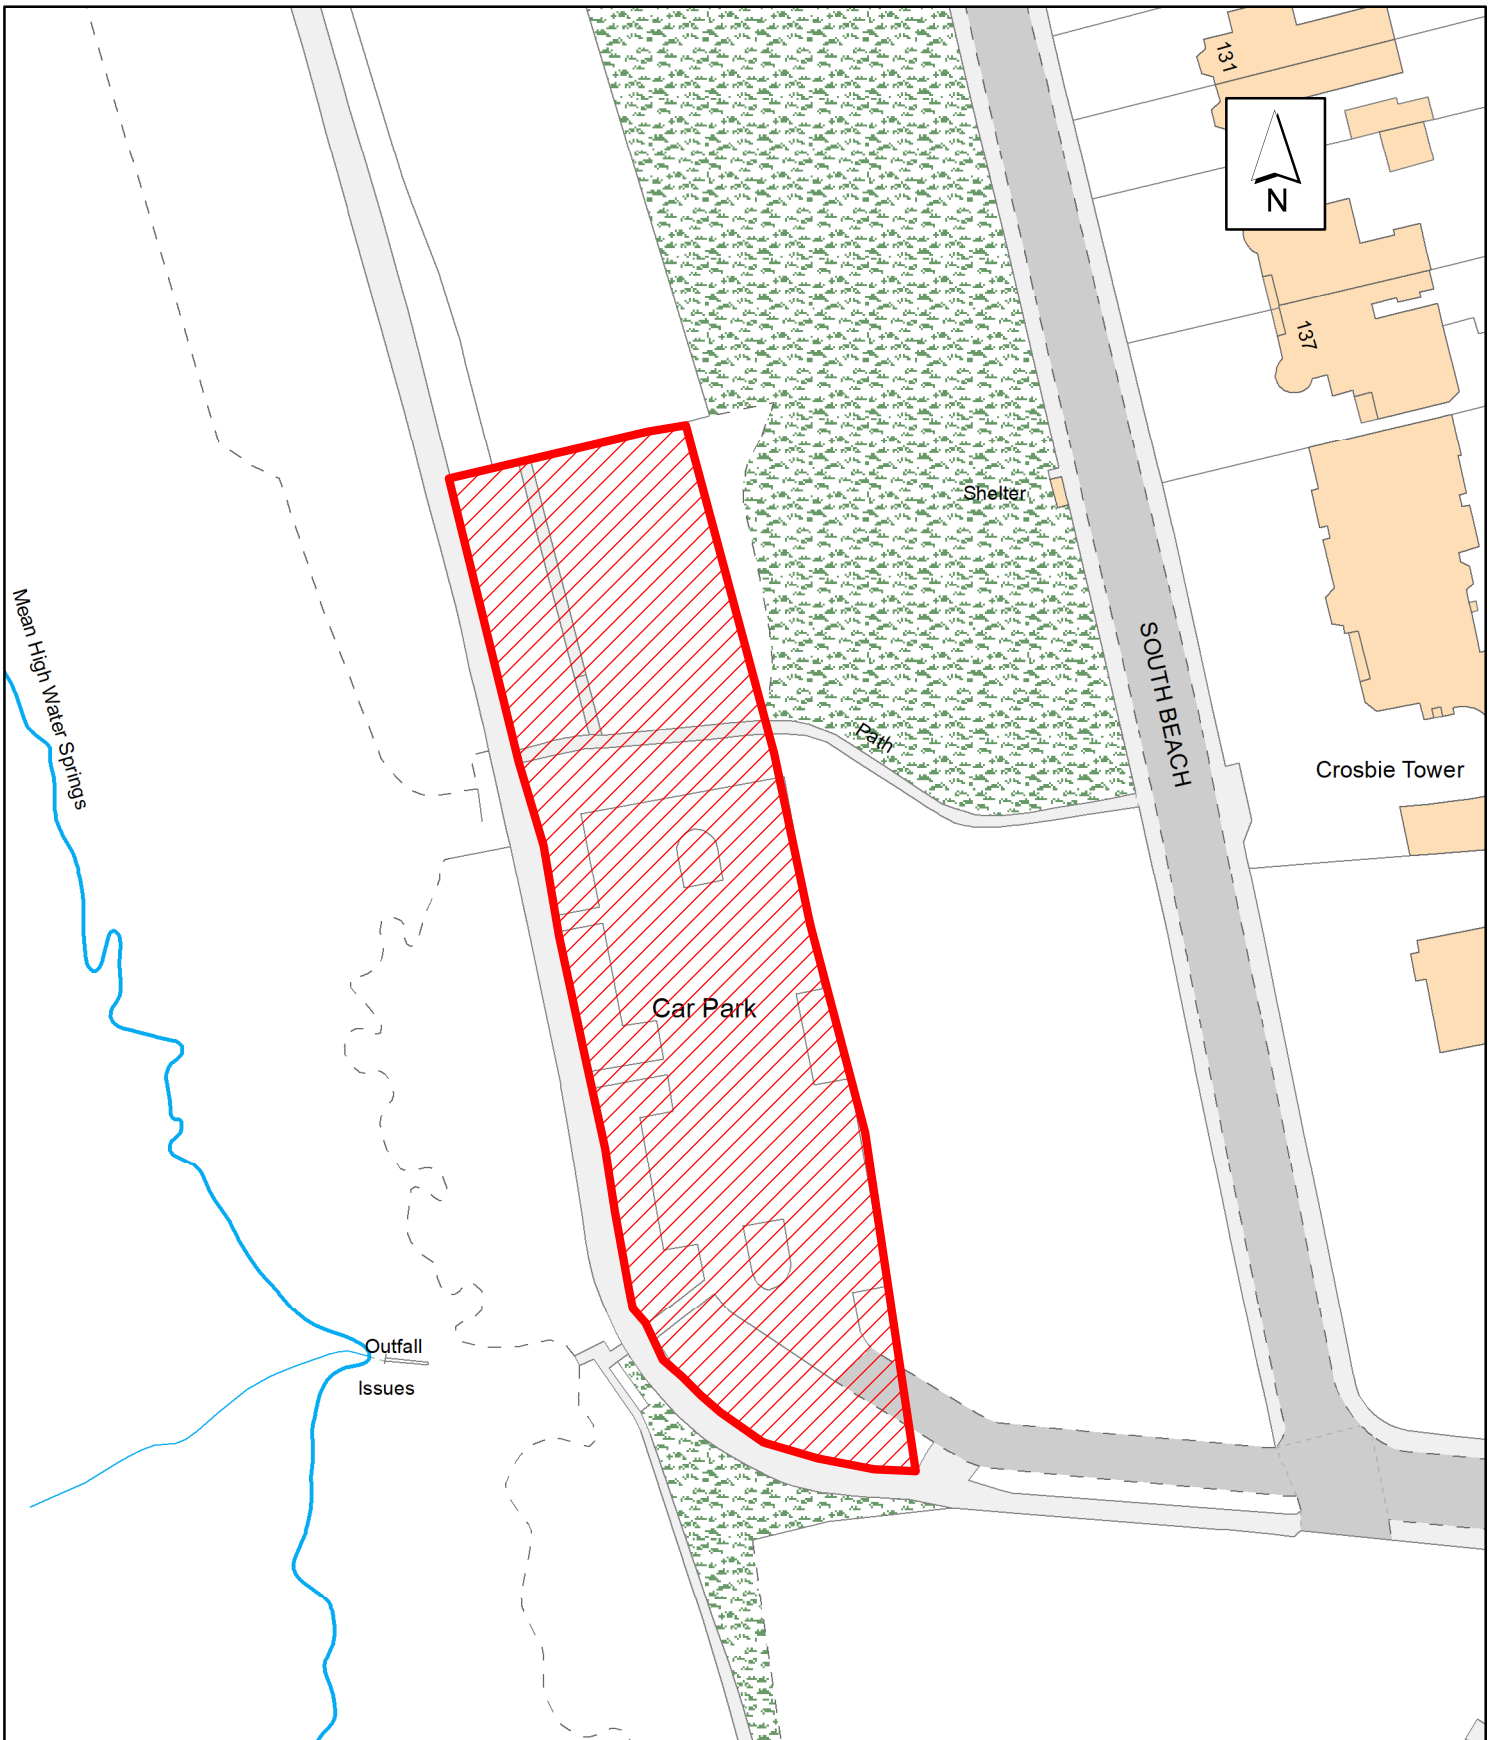 131
N
137
Shelter
Mean High Water Springs
SOUTH BEACH
Path
Crosbie Tower
Car Park
Outfall
Issues